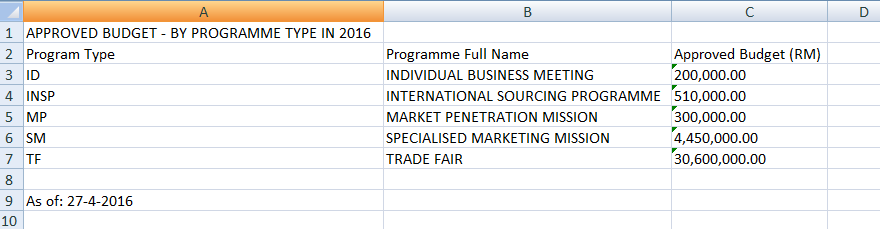 A B C D
1 APPROVED BUDGET - BY PROGRAMME TYPE IN 2016
2 Program Type Programme Full Name Approved Budget (RM)
3 ID INDIVIDUAL BUSINESS MEETING 200,000.00
4 INSP INTERNATIONAL SOURCING PROGRAMME 510,000.00
5 MP MARKET PENETRATION MISSION 300,000.00
6 SM SPECIALISED MARKETING MISSION 4,450,000.00
7 TF TRADE FAIR 30,600,000.00
8
9 As of: 27-4-2016
10